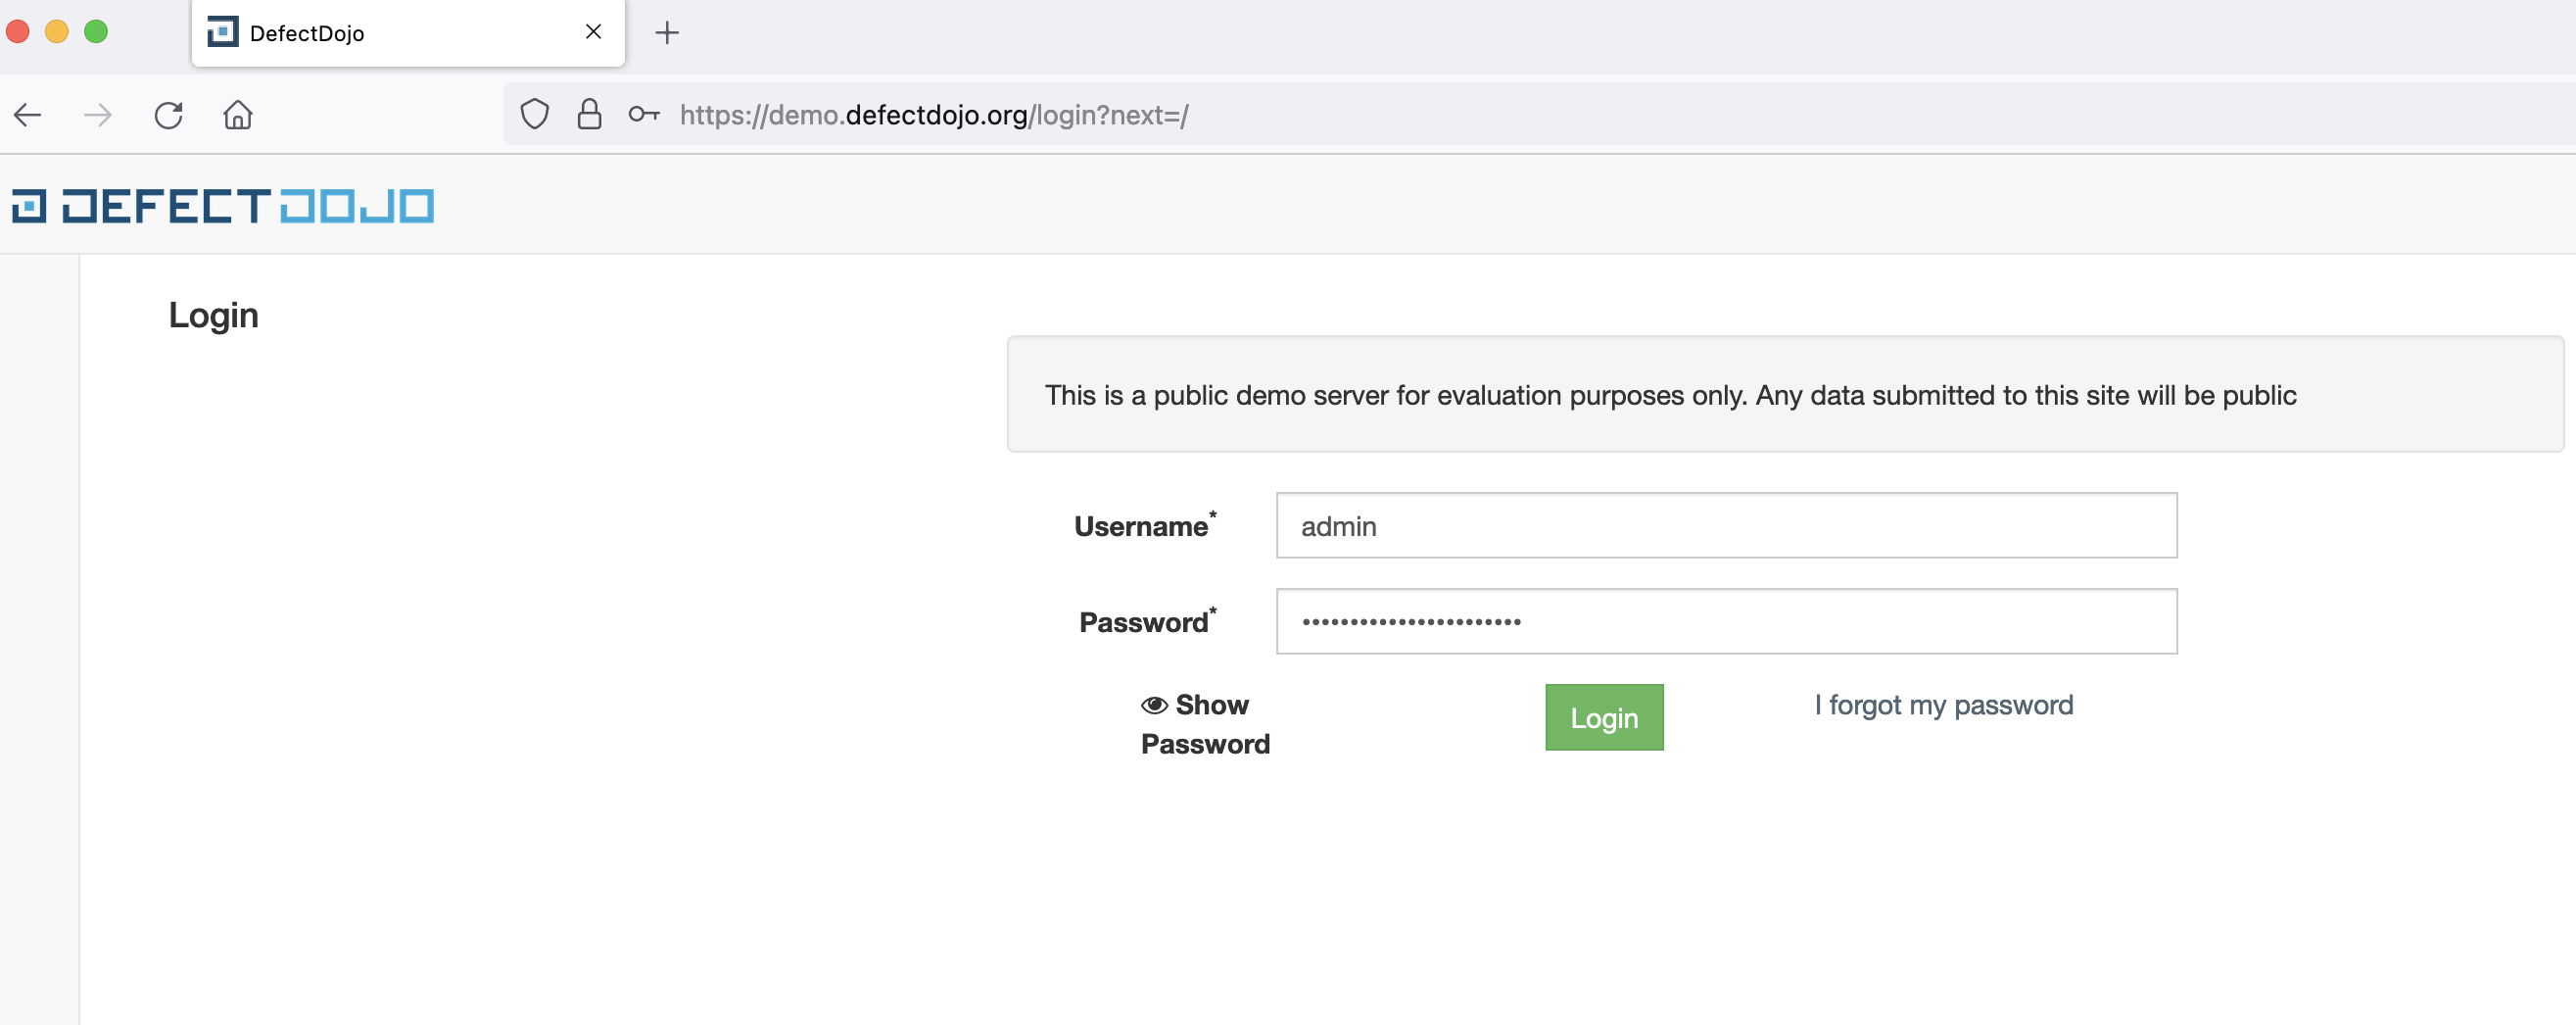 DefectDojo
https://demo.defectdojo.org/login?next=/
DEFECTDOJO
Login
This is a public demo server for evaluation purposes only. Any data submitted to this site will be public
Username*
admin
Password*
•••••••••••••••••••••••
Show
Password
Login
I forgot my password